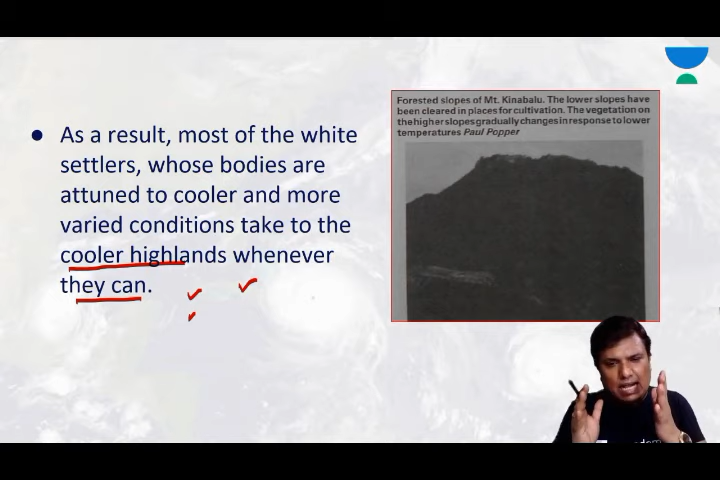 ● As a result, most of the white
settlers, whose bodies are
attuned to cooler and more
varied conditions take to the
cooler highlands whenever
they can.
Forested slopes of Mt. Kinabalu. The lower slopes have
been cleared in places for cultivation. The vegetation on
the higher slopes gradually changes in response to lower
temperatures Paul Popper